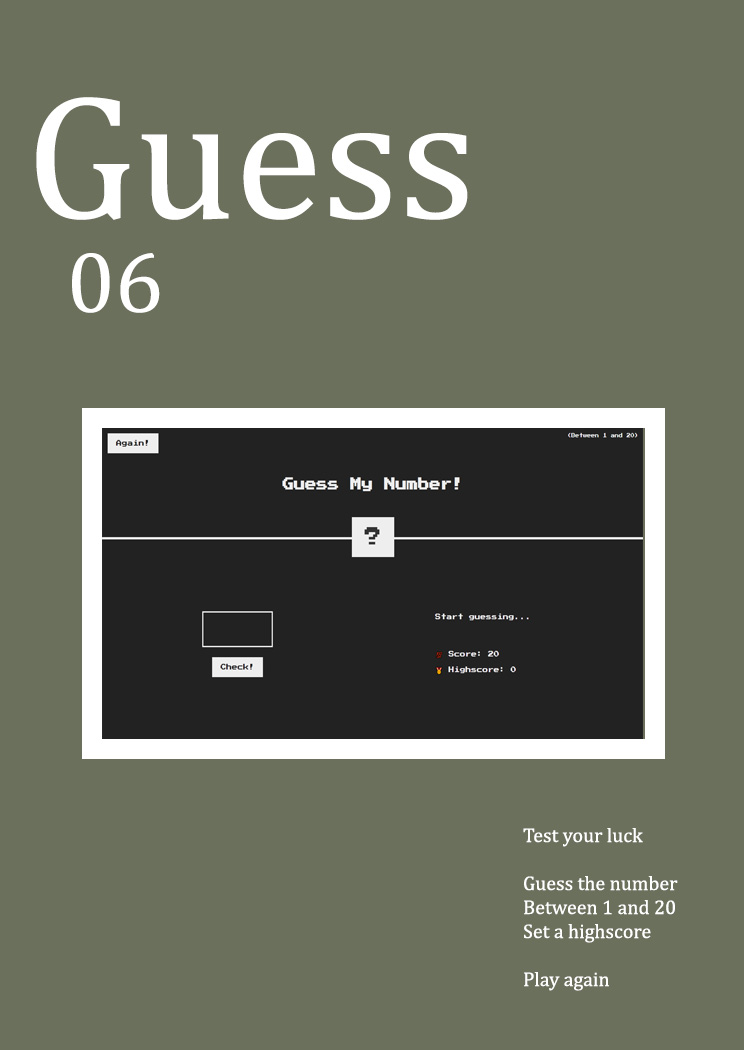 Guess
06
Again!
(Between 1 and 20)
Guess My Number!
?
Start guessing...
Check!
Score: 20
Highscore: 0
Test your luck
Guess the number
Between 1 and 20
Set a highscore
Play again